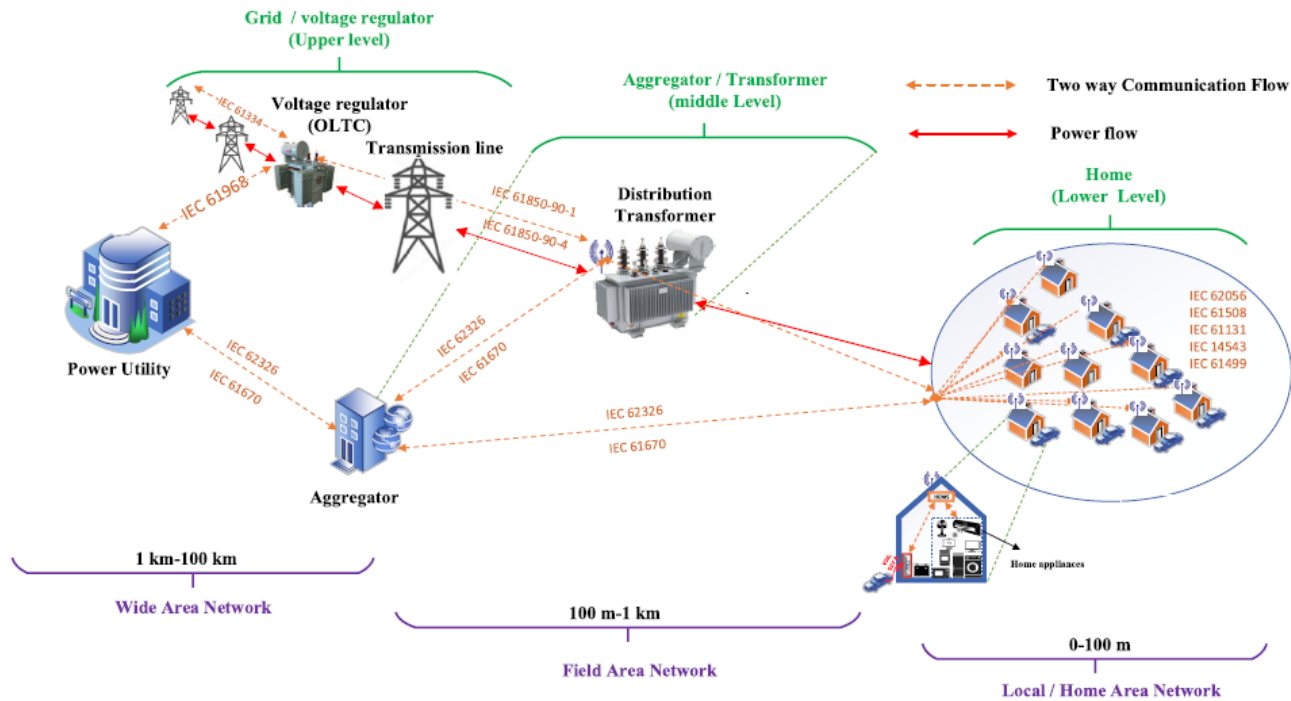 Grid / voltage regulator
(Upper level)
Aggregator / Transformer
(middle Level)
Two way Communication Flow
Power flow
IEC 61334
Voltage regulator
(OLTC)
Transmission line
IEC 61968
IEC 61850-90-1
IEC 61850-90-4
Distribution
Transformer
Home
(Lower Level)
IEC 62056
IEC 61508
IEC 61131
IEC 14543
IEC 61499
Power Utility
IEC 62326
IEC 61670
IEC 62326
IEC 61670
IEC 62326
IEC 61670
Aggregator
HEMS
Home appliances
1 km-100 km
Wide Area Network
100 m-1 km
Field Area Network
0-100 m
Local / Home Area Network